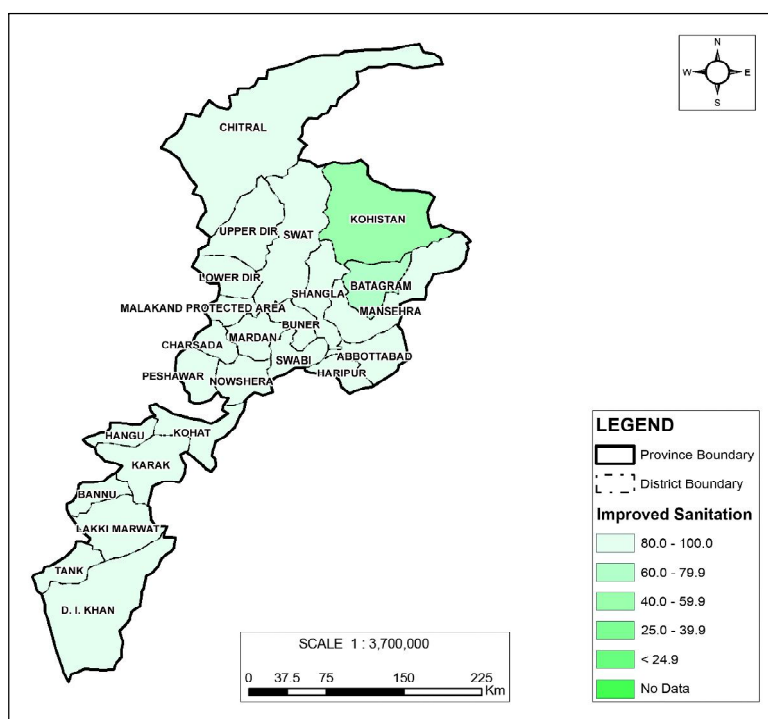 N
W E
S
CHITRAL
KOHISTAN
UPPER DIR
SWAT
LOWER DIR
SHANGLA
BATAGRAM
MALAKAND PROTECTED AREA
MANSEHRA
BUNER
MARDAN
CHARSADA
SWABI
ABBOTTABAD
HARIPUR
PESHAWAR
NOWSHERA
HANGU
KOHAT
KARAK
BANNU
LAKKI MARWAT
TANK
D. I. KHAN
LEGEND
Province Boundary
District Boundary
Improved Sanitation
80.0 - 100.0
60.0 - 79.9
40.0 - 59.9
25.0 - 39.9
< 24.9
No Data
SCALE 1 : 3,700,000
0 37.5 75 150 225
Km